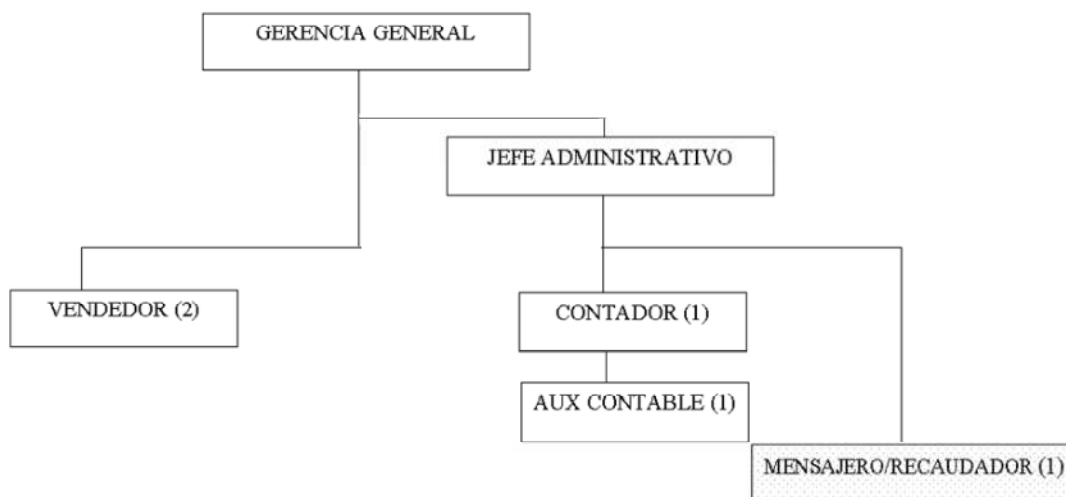 GERENCIA GENERAL
JEFE ADMINISTRATIVO
VENDEDOR (2)
CONTADOR (1)
AUX CONTABLE (1)
MENSAJERO/RECAUDADOR (1)